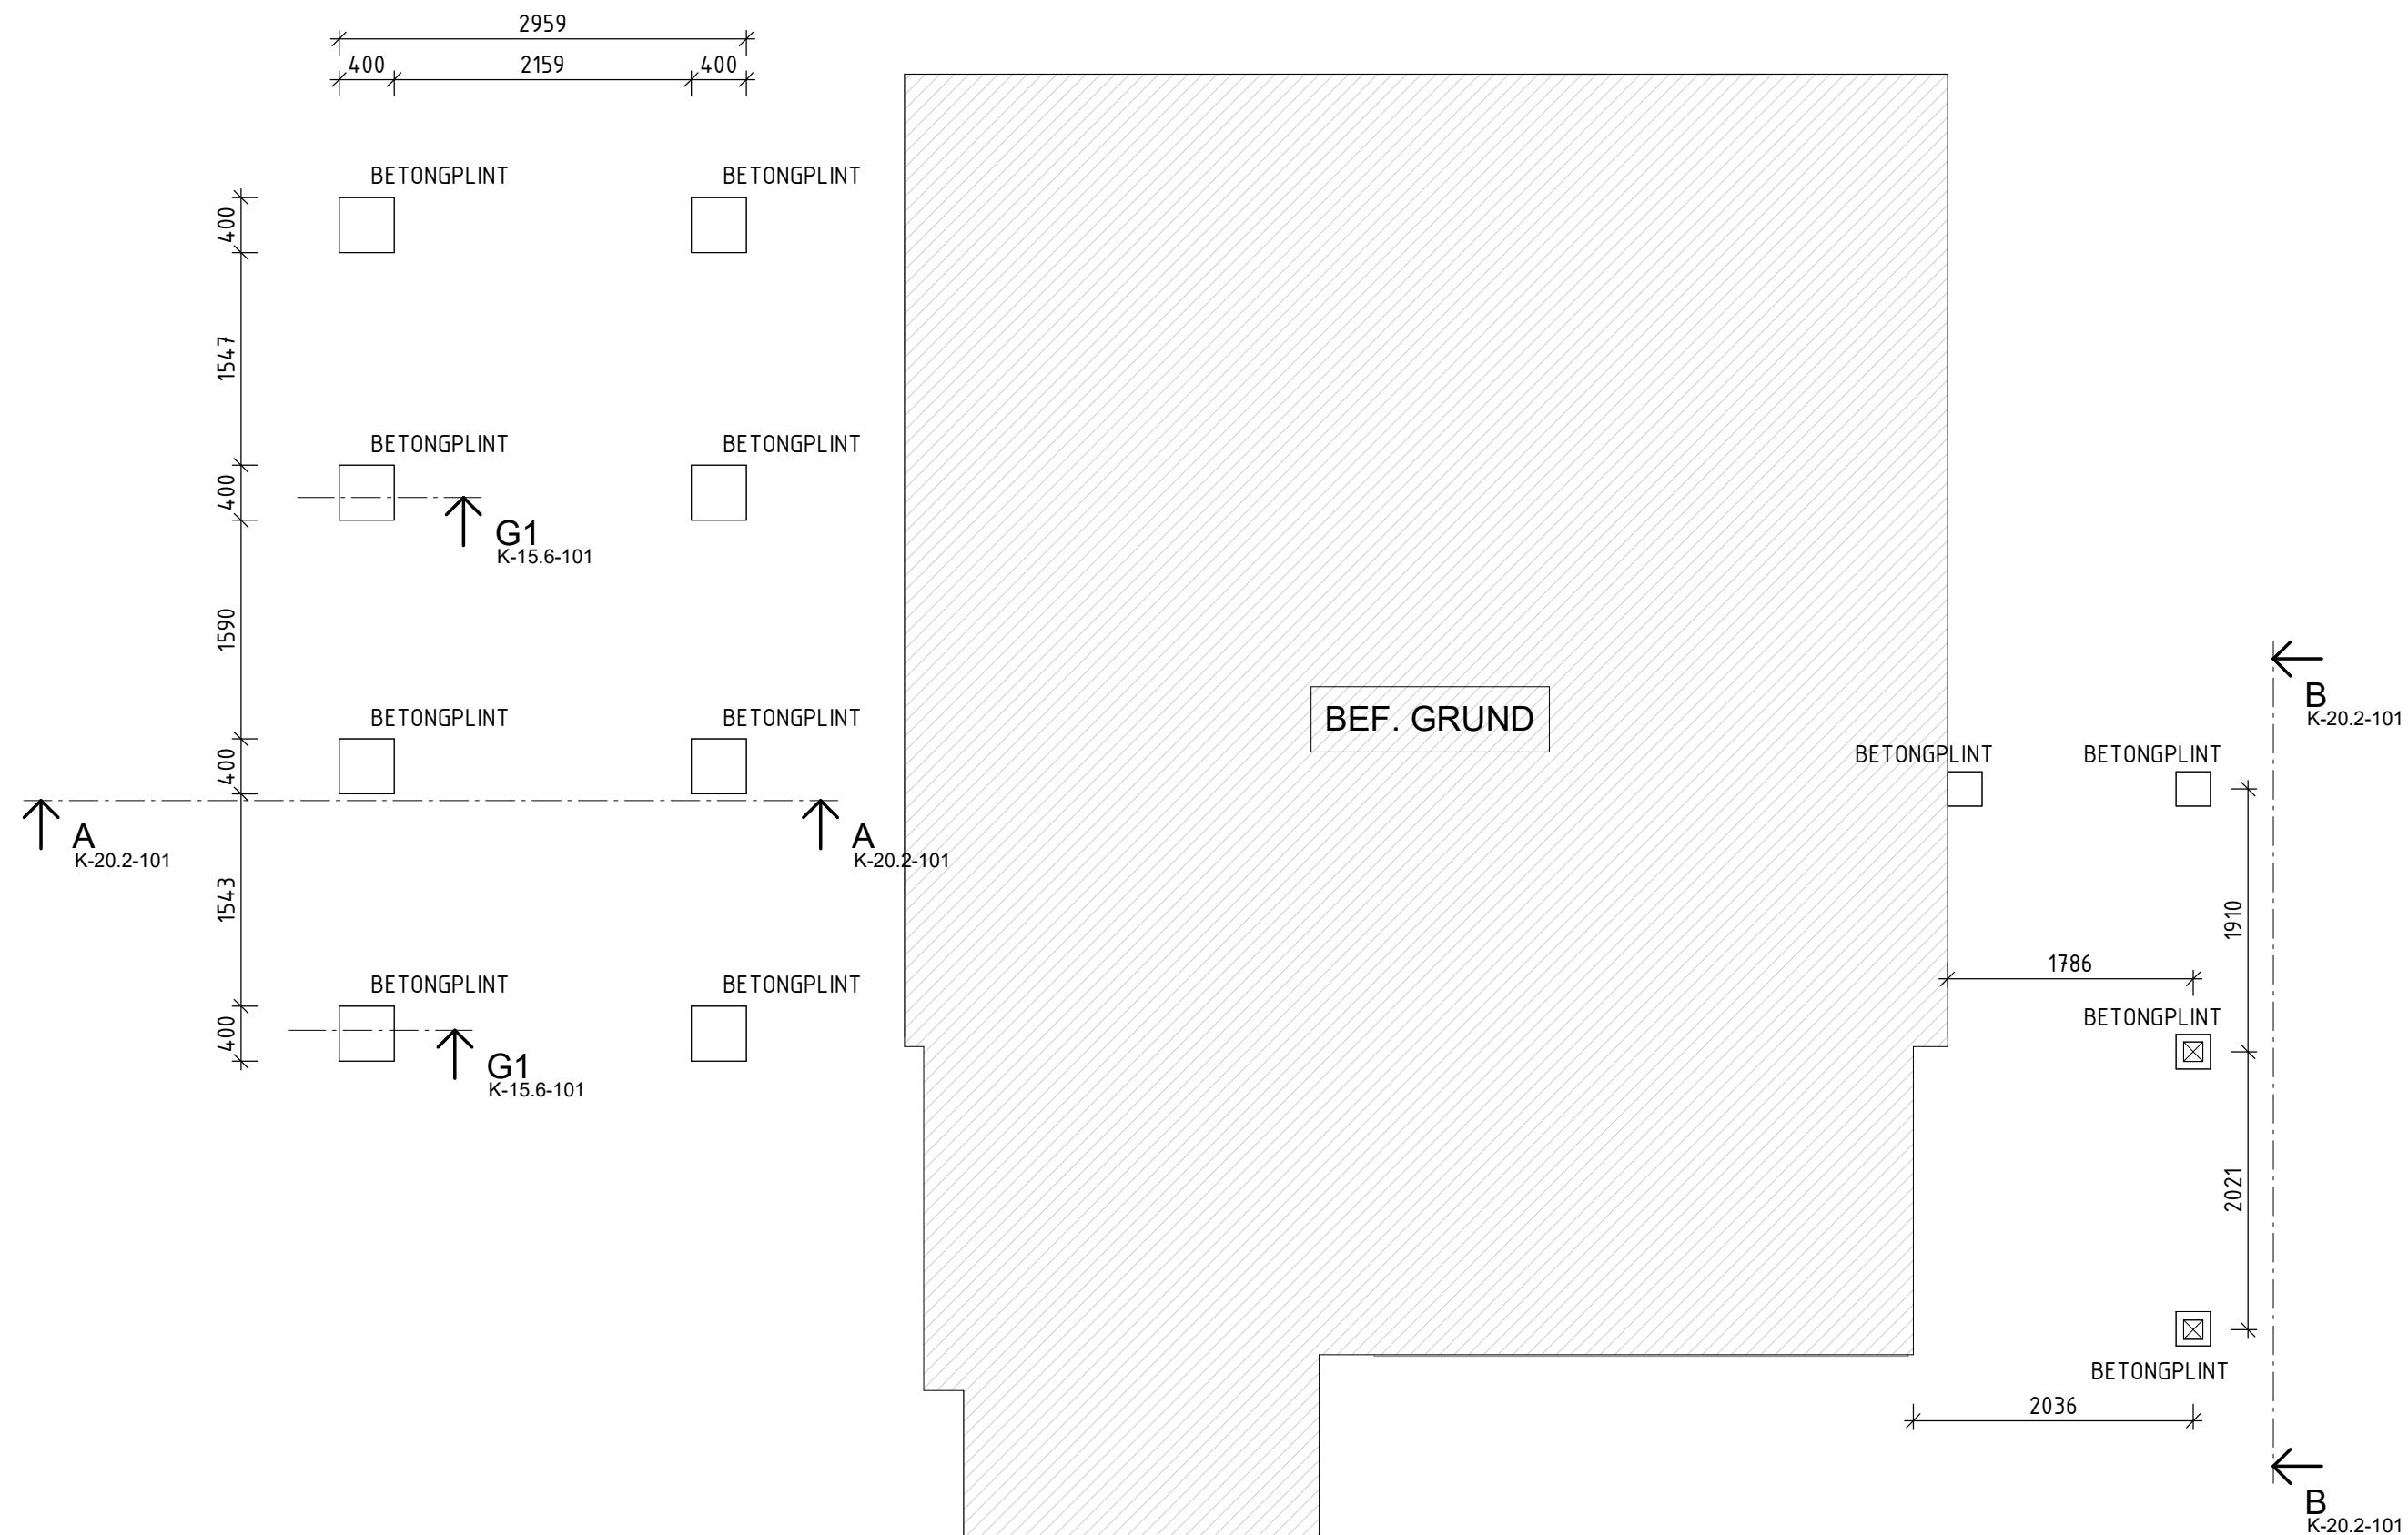 2959
400 2159 400
BETONGPLINT BETONGPLINT
400
1547
BETONGPLINT BETONGPLINT
400
G1
K-15.6-101
1590
BEF. GRUND
B
K-20.2-101
BETONGPLINT BETONGPLINT
BETONGPLINT BETONGPLINT
400
A
K-20.2-101
A
K-20.2-101
1543
1910
1786
BETONGPLINT BETONGPLINT
BETONGPLINT
400
G1
K-15.6-101
2021
BETONGPLINT
2036
B
K-20.2-101